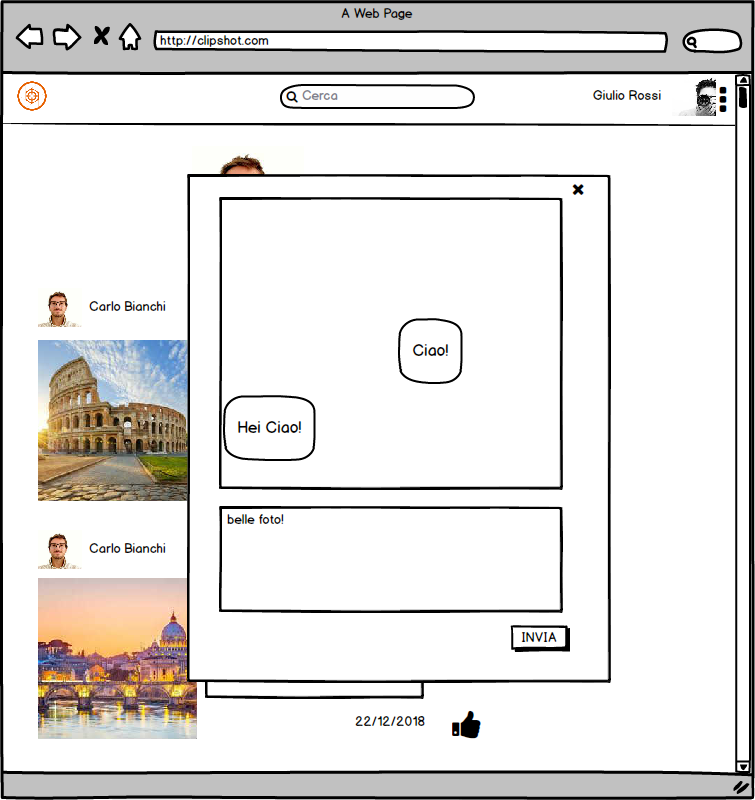 A Web Page
http://clipshot.com
Cerca
Giulio Rossi
Carlo Bianchi
Ciao!
Hei Ciao!
belle foto!
Carlo Bianchi
INVIA
22/12/2018